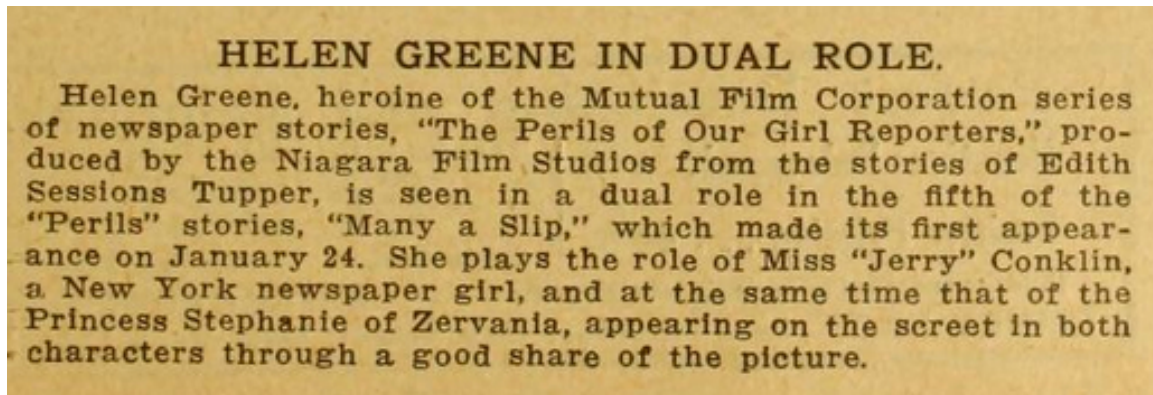 HELEN GREENE IN DUAL ROLE.
Helen Greene, heroine of the Mutual Film Corporation series
of newspaper stories, "The Perils of Our Girl Reporters," pro-
duced by the Niagara Film Studios from the stories of Edith
Sessions Tupper, is seen in a dual role in the fifth of the
"Perils" stories, "Many a Slip," which made its first appear-
ance on January 24. She plays the role of Miss "Jerry" Conklin,
a New York newspaper girl, and at the same time that of the
Princess Stephanie of Zervania, appearing on the screet in both
characters through a good share of the picture.